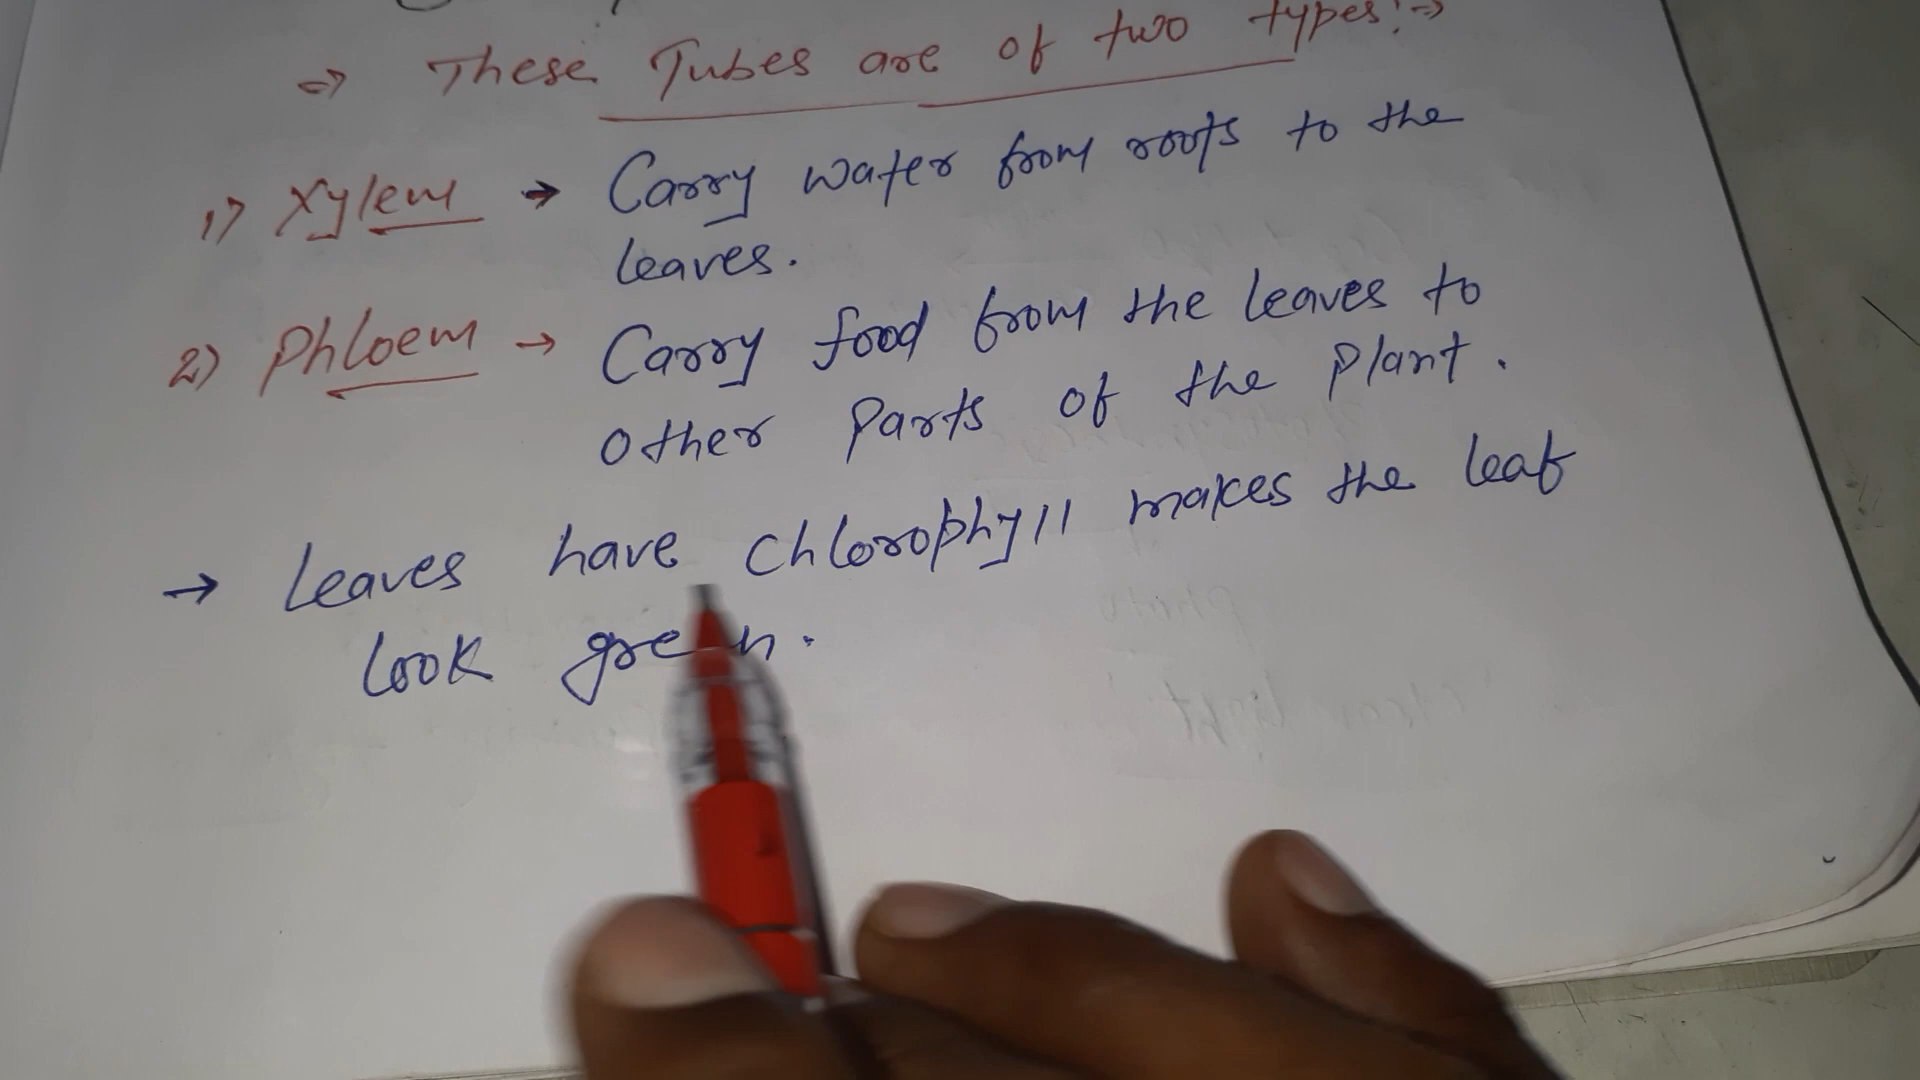 ⇒ These Tubes are of two types:→
1) Xylem → Carry water from roots to the
leaves.
2) Phloem → Carry food from the leaves to
other parts of the plant.
→ Leaves have chlorophyll makes the leaf
look green.